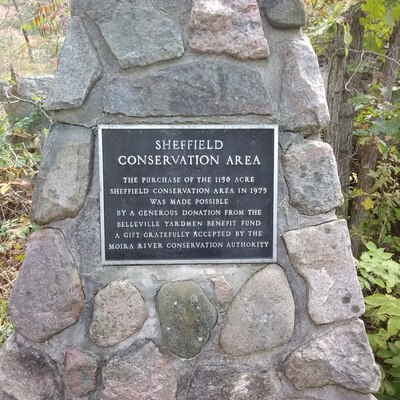 SHEFFIELD
CONSERVATION AREA
THE PURCHASE OF THE 1150 ACRE
SHEFFIELD CONSERVATION AREA IN 1975
WAS MADE POSSIBLE
BY A GENEROUS DONATION FROM THE
BELLEVILLE YARDMEN BENEFIT FUND
A GIFT GRATEFULLY ACCEPTED BY THE
MOIRA RIVER CONSERVATION AUTHORITY